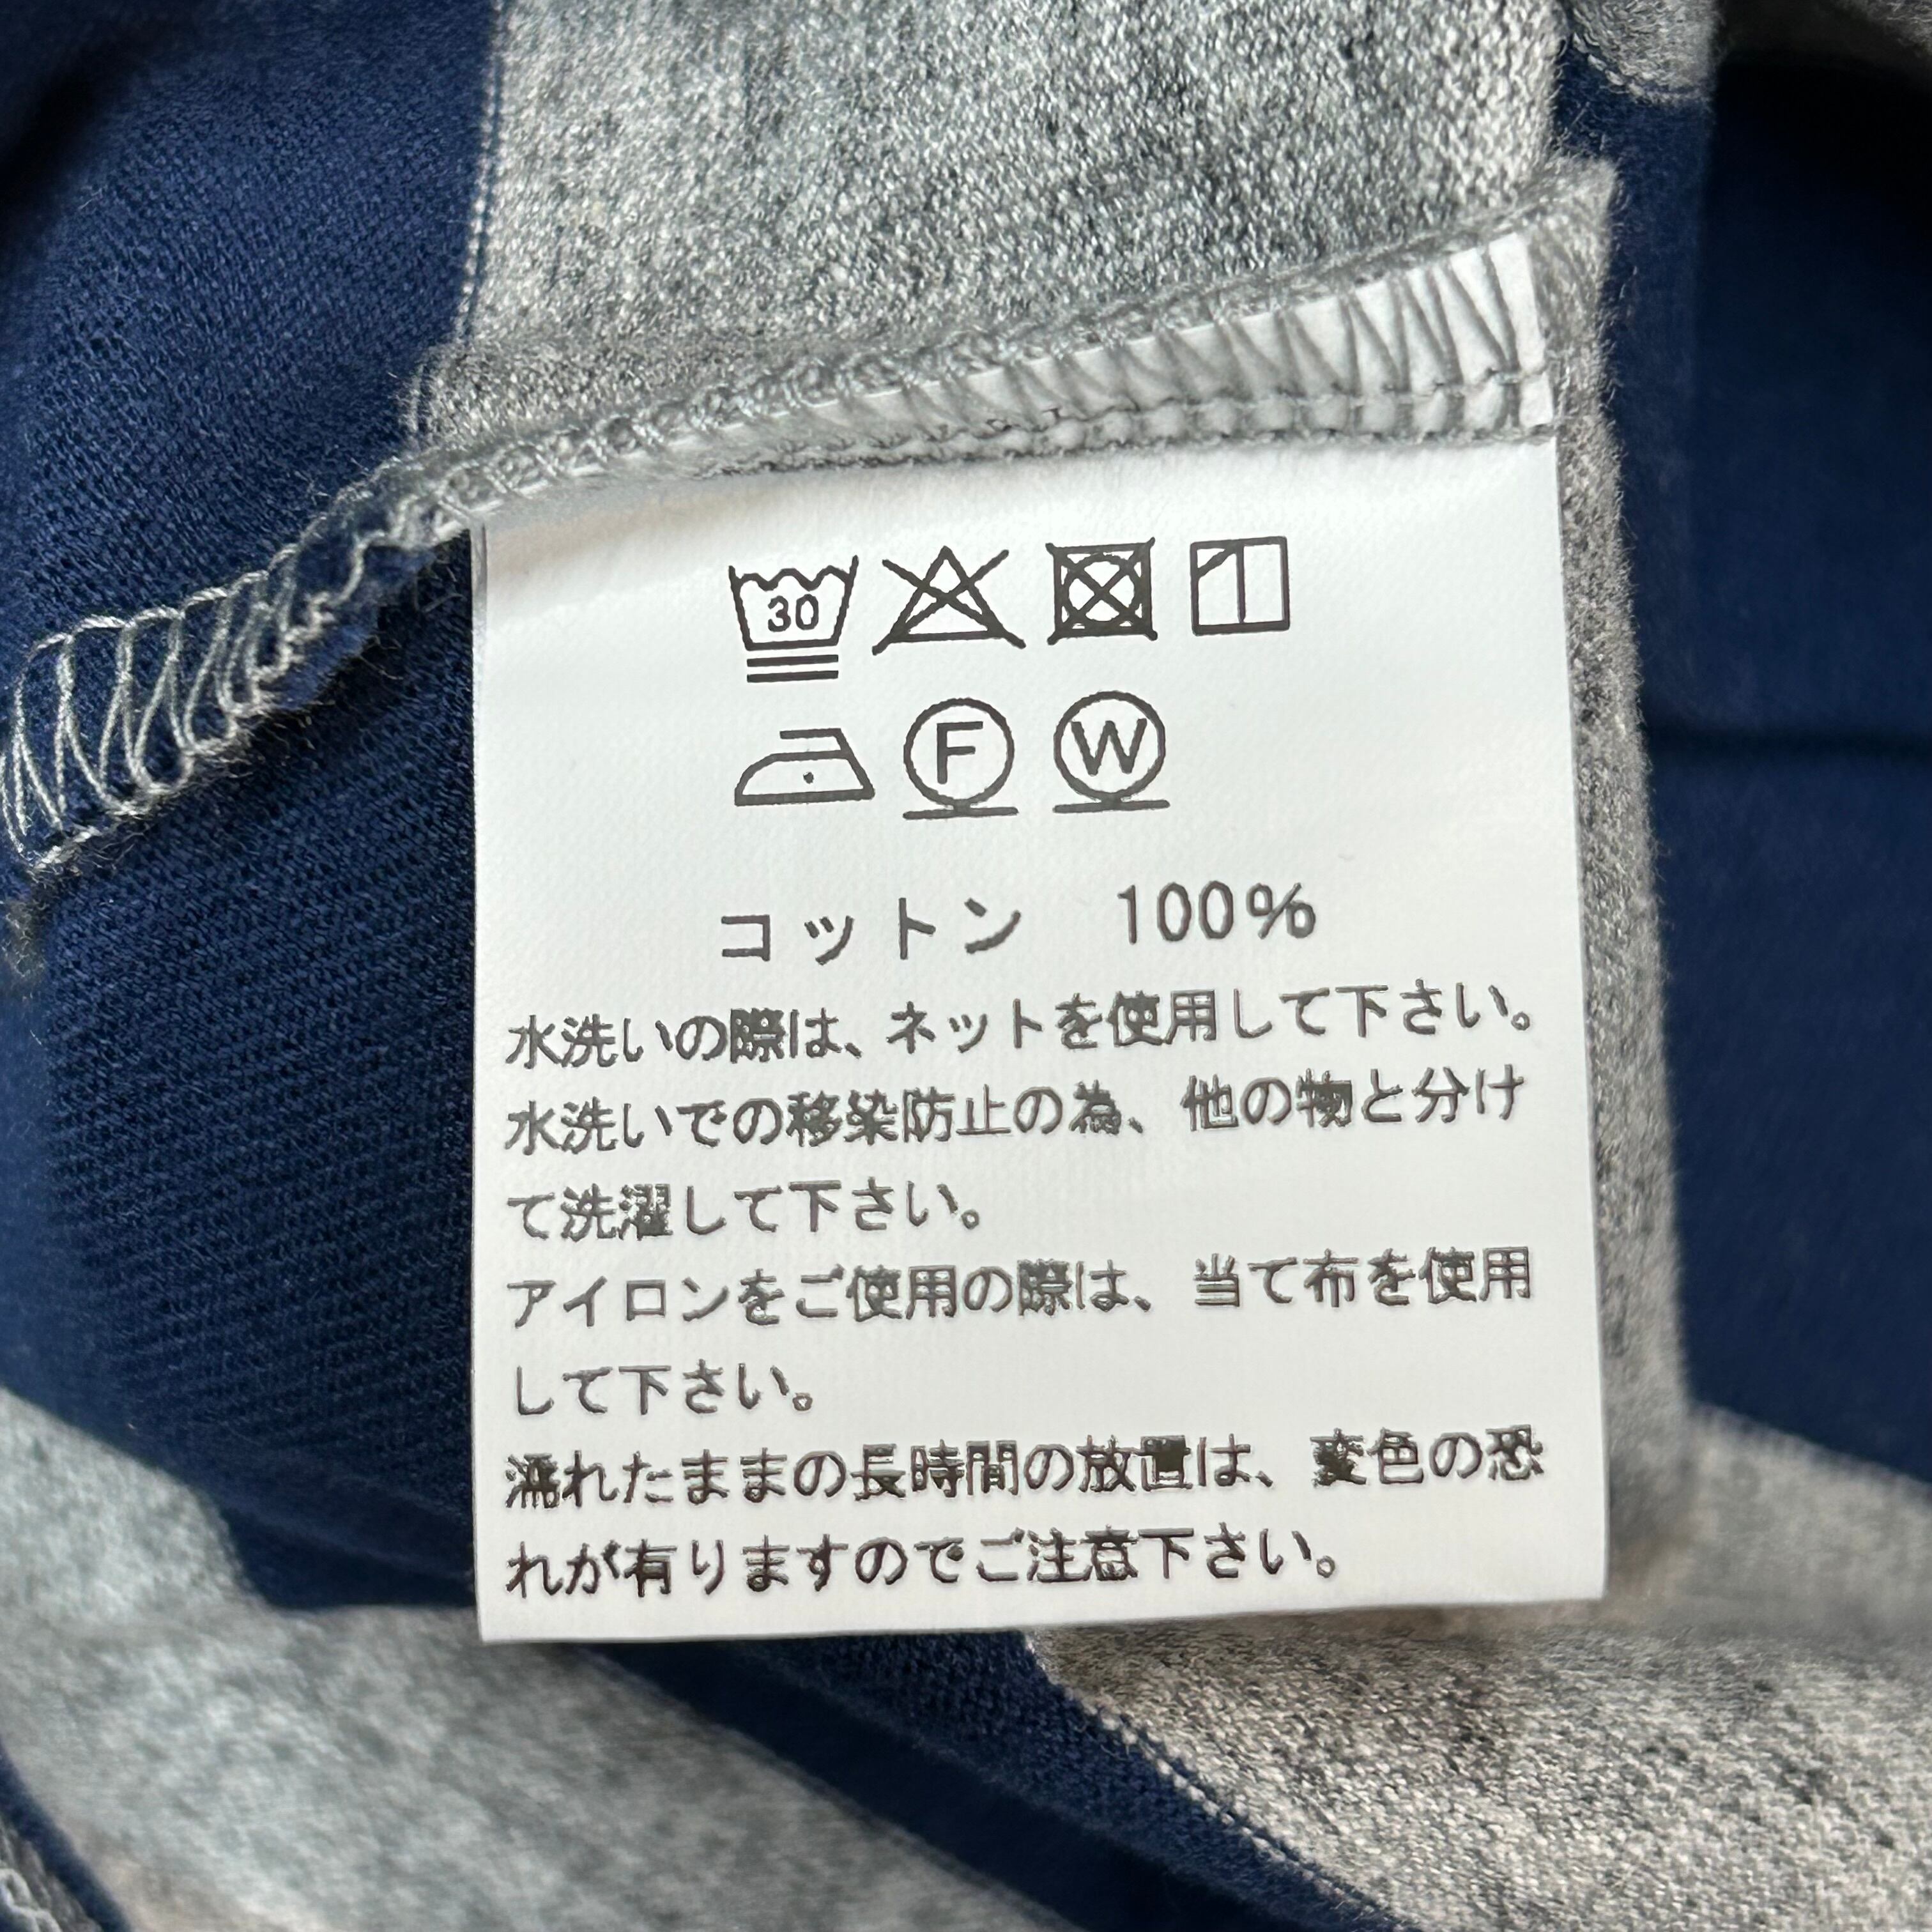 30
F W
コットン 100%
水洗いの際は、ネットを使用して下さい。
水洗いでの移染防止の為、他の物と分け
て洗濯して下さい。
アイロンをご使用の際は、当て布を使用
して下さい。
濡れたままの長時間の放置は、変色の恐
れが有りますのでご注意下さい。